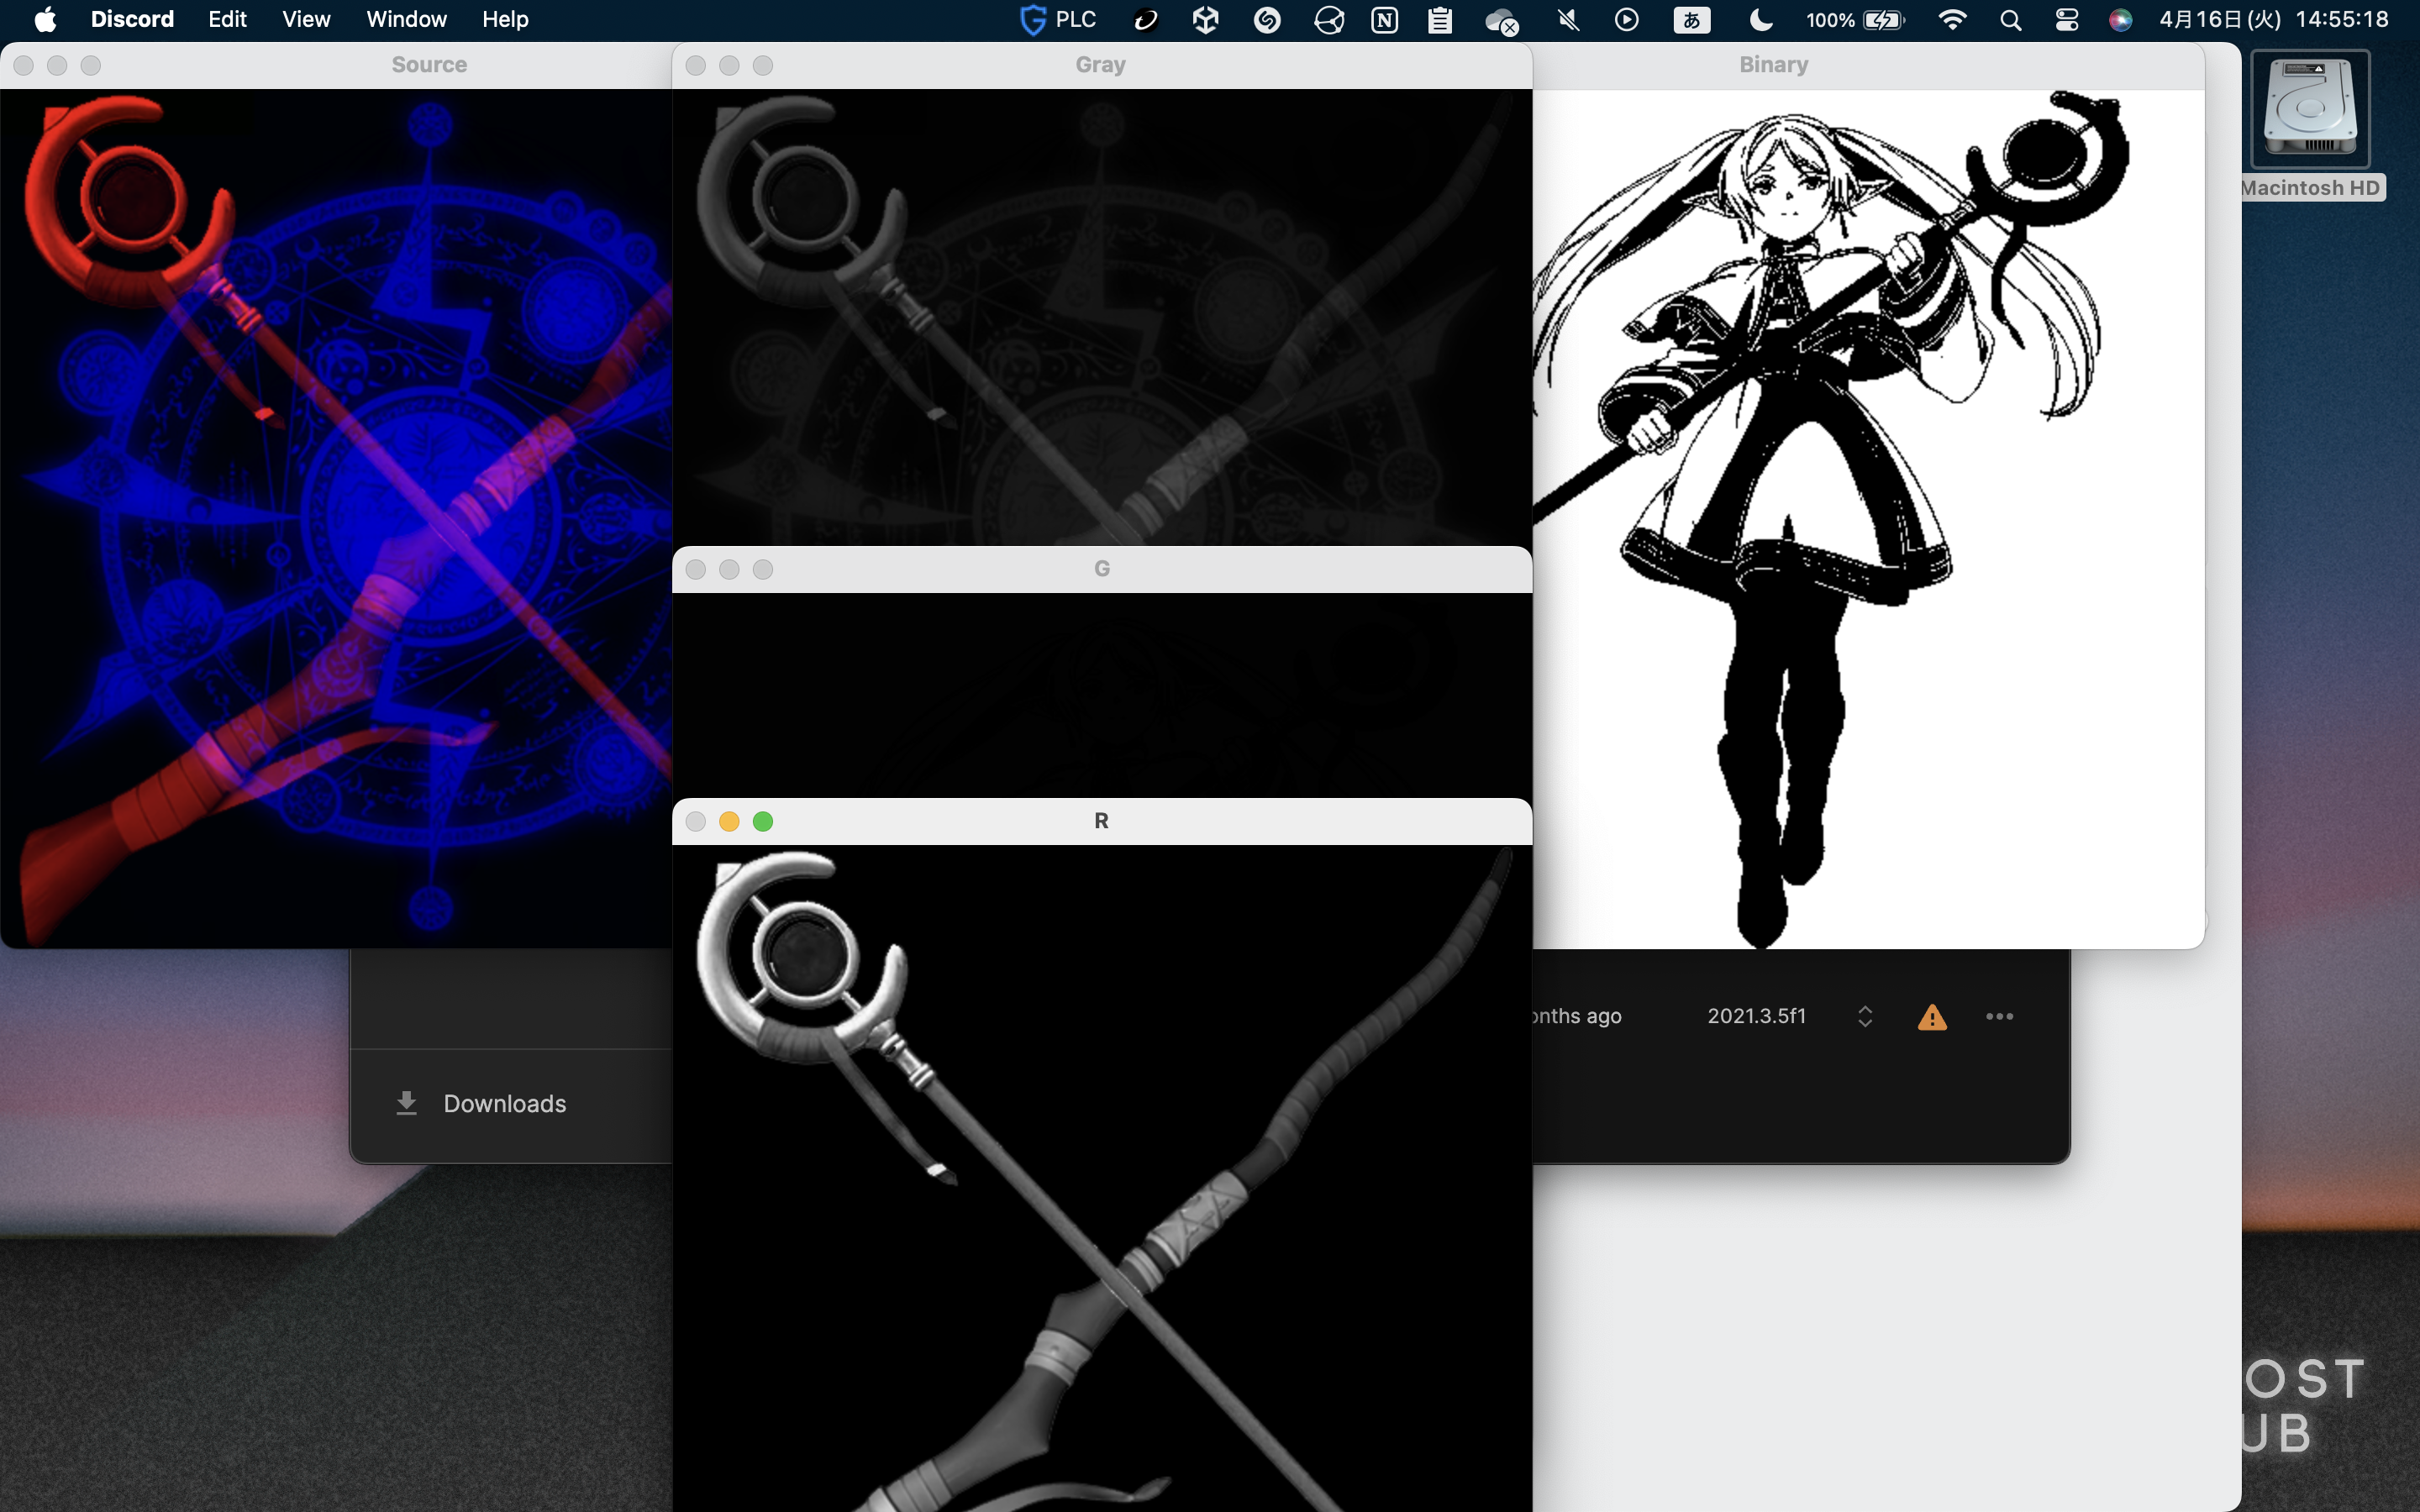 Discord Edit View Window Help PLC あ 100% 4月16日(火) 14:55:18
Source
Gray
Binary
Macintosh HD
G
R
onths ago 2021.3.5f1
Downloads
OST
UB